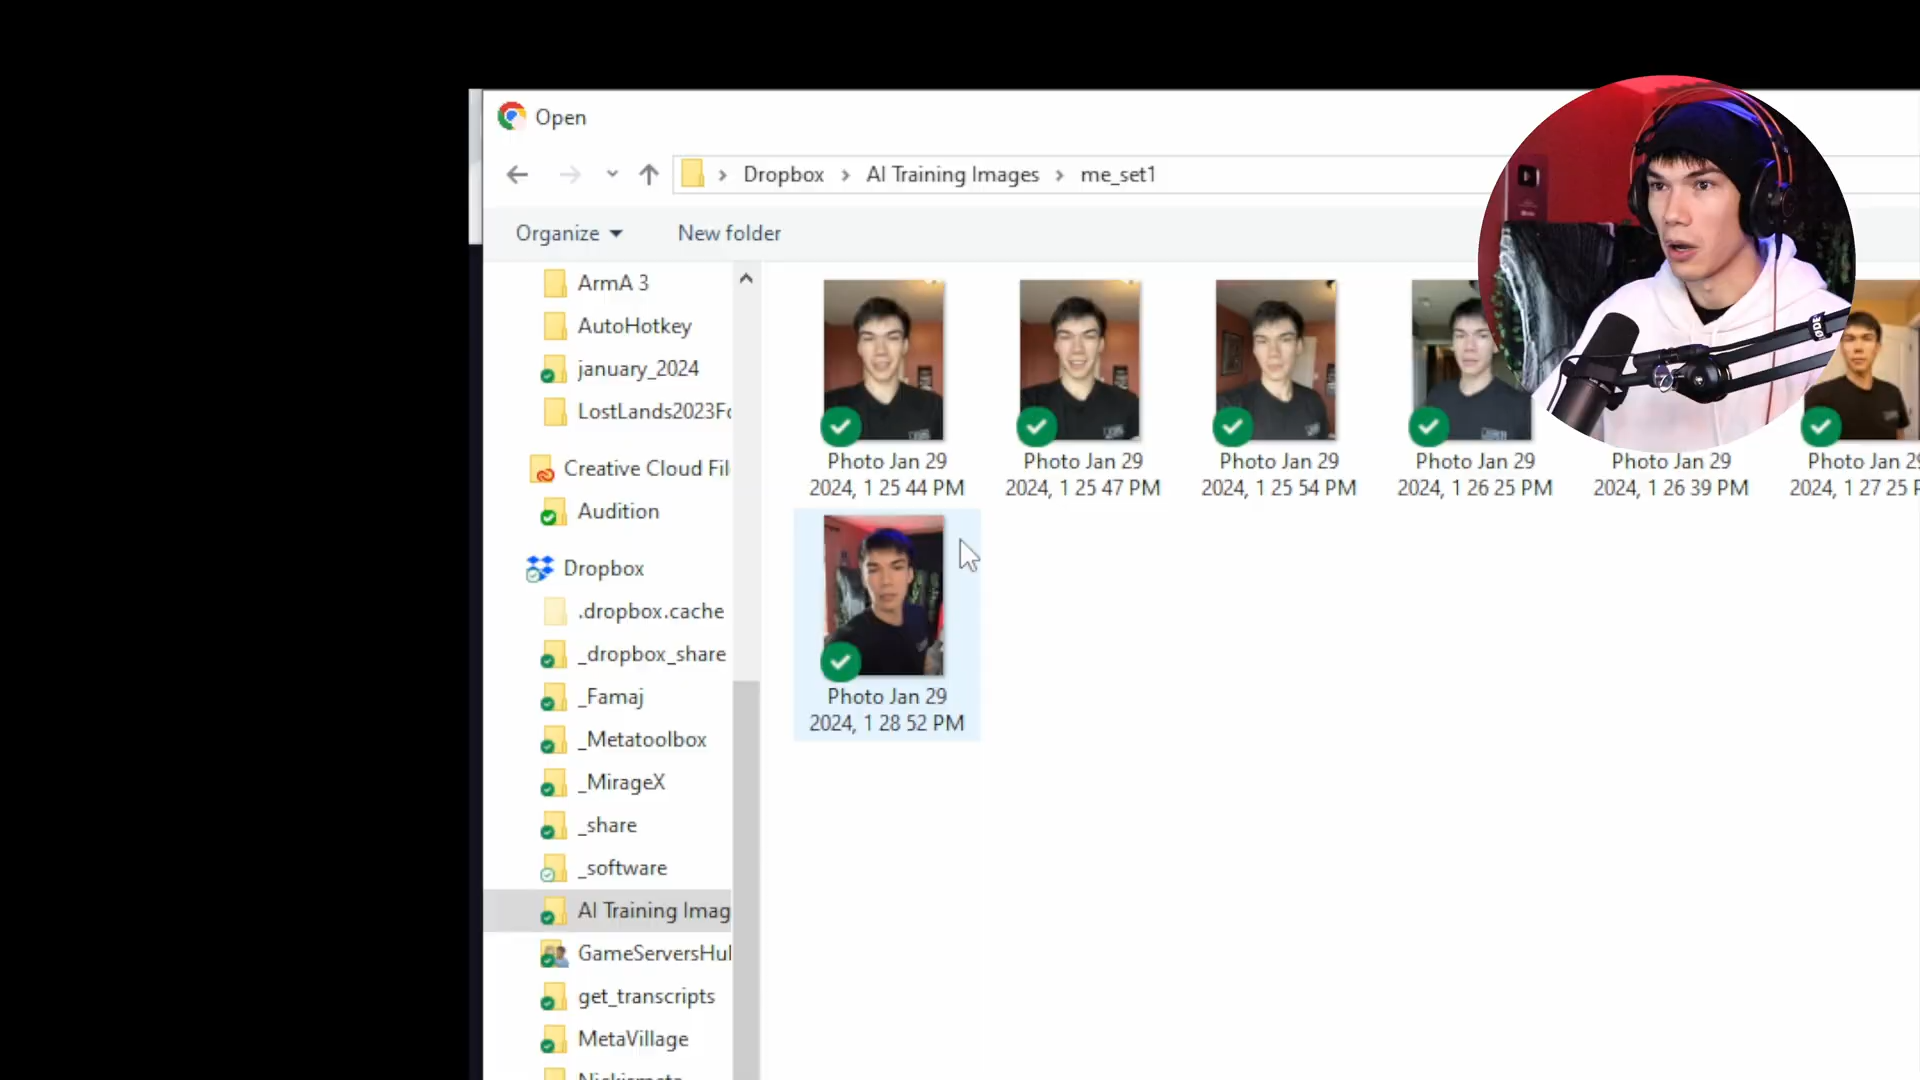 Open
Dropbox
AI Training Images
me_set1
Organize
New folder
ArmA 3
AutoHotkey
january_2024
LostLands2023Fo
Creative Cloud Fil
Audition
Dropbox
.dropbox.cache
_dropbox_share
_Famaj
_Metatoolbox
_MirageX
_share
_software
AI Training Imag
GameServersHul
get_transcripts
MetaVillage
Photo Jan 29
2024, 1 25 44 PM
Photo Jan 29
2024, 1 25 47 PM
Photo Jan 29
2024, 1 25 54 PM
Photo Jan 29
2024, 1 26 25 PM
Photo Jan 29
2024, 1 26 39 PM
Photo Jan 29
2024, 1 27 25 P
Photo Jan 29
2024, 1 28 52 PM
RØDE